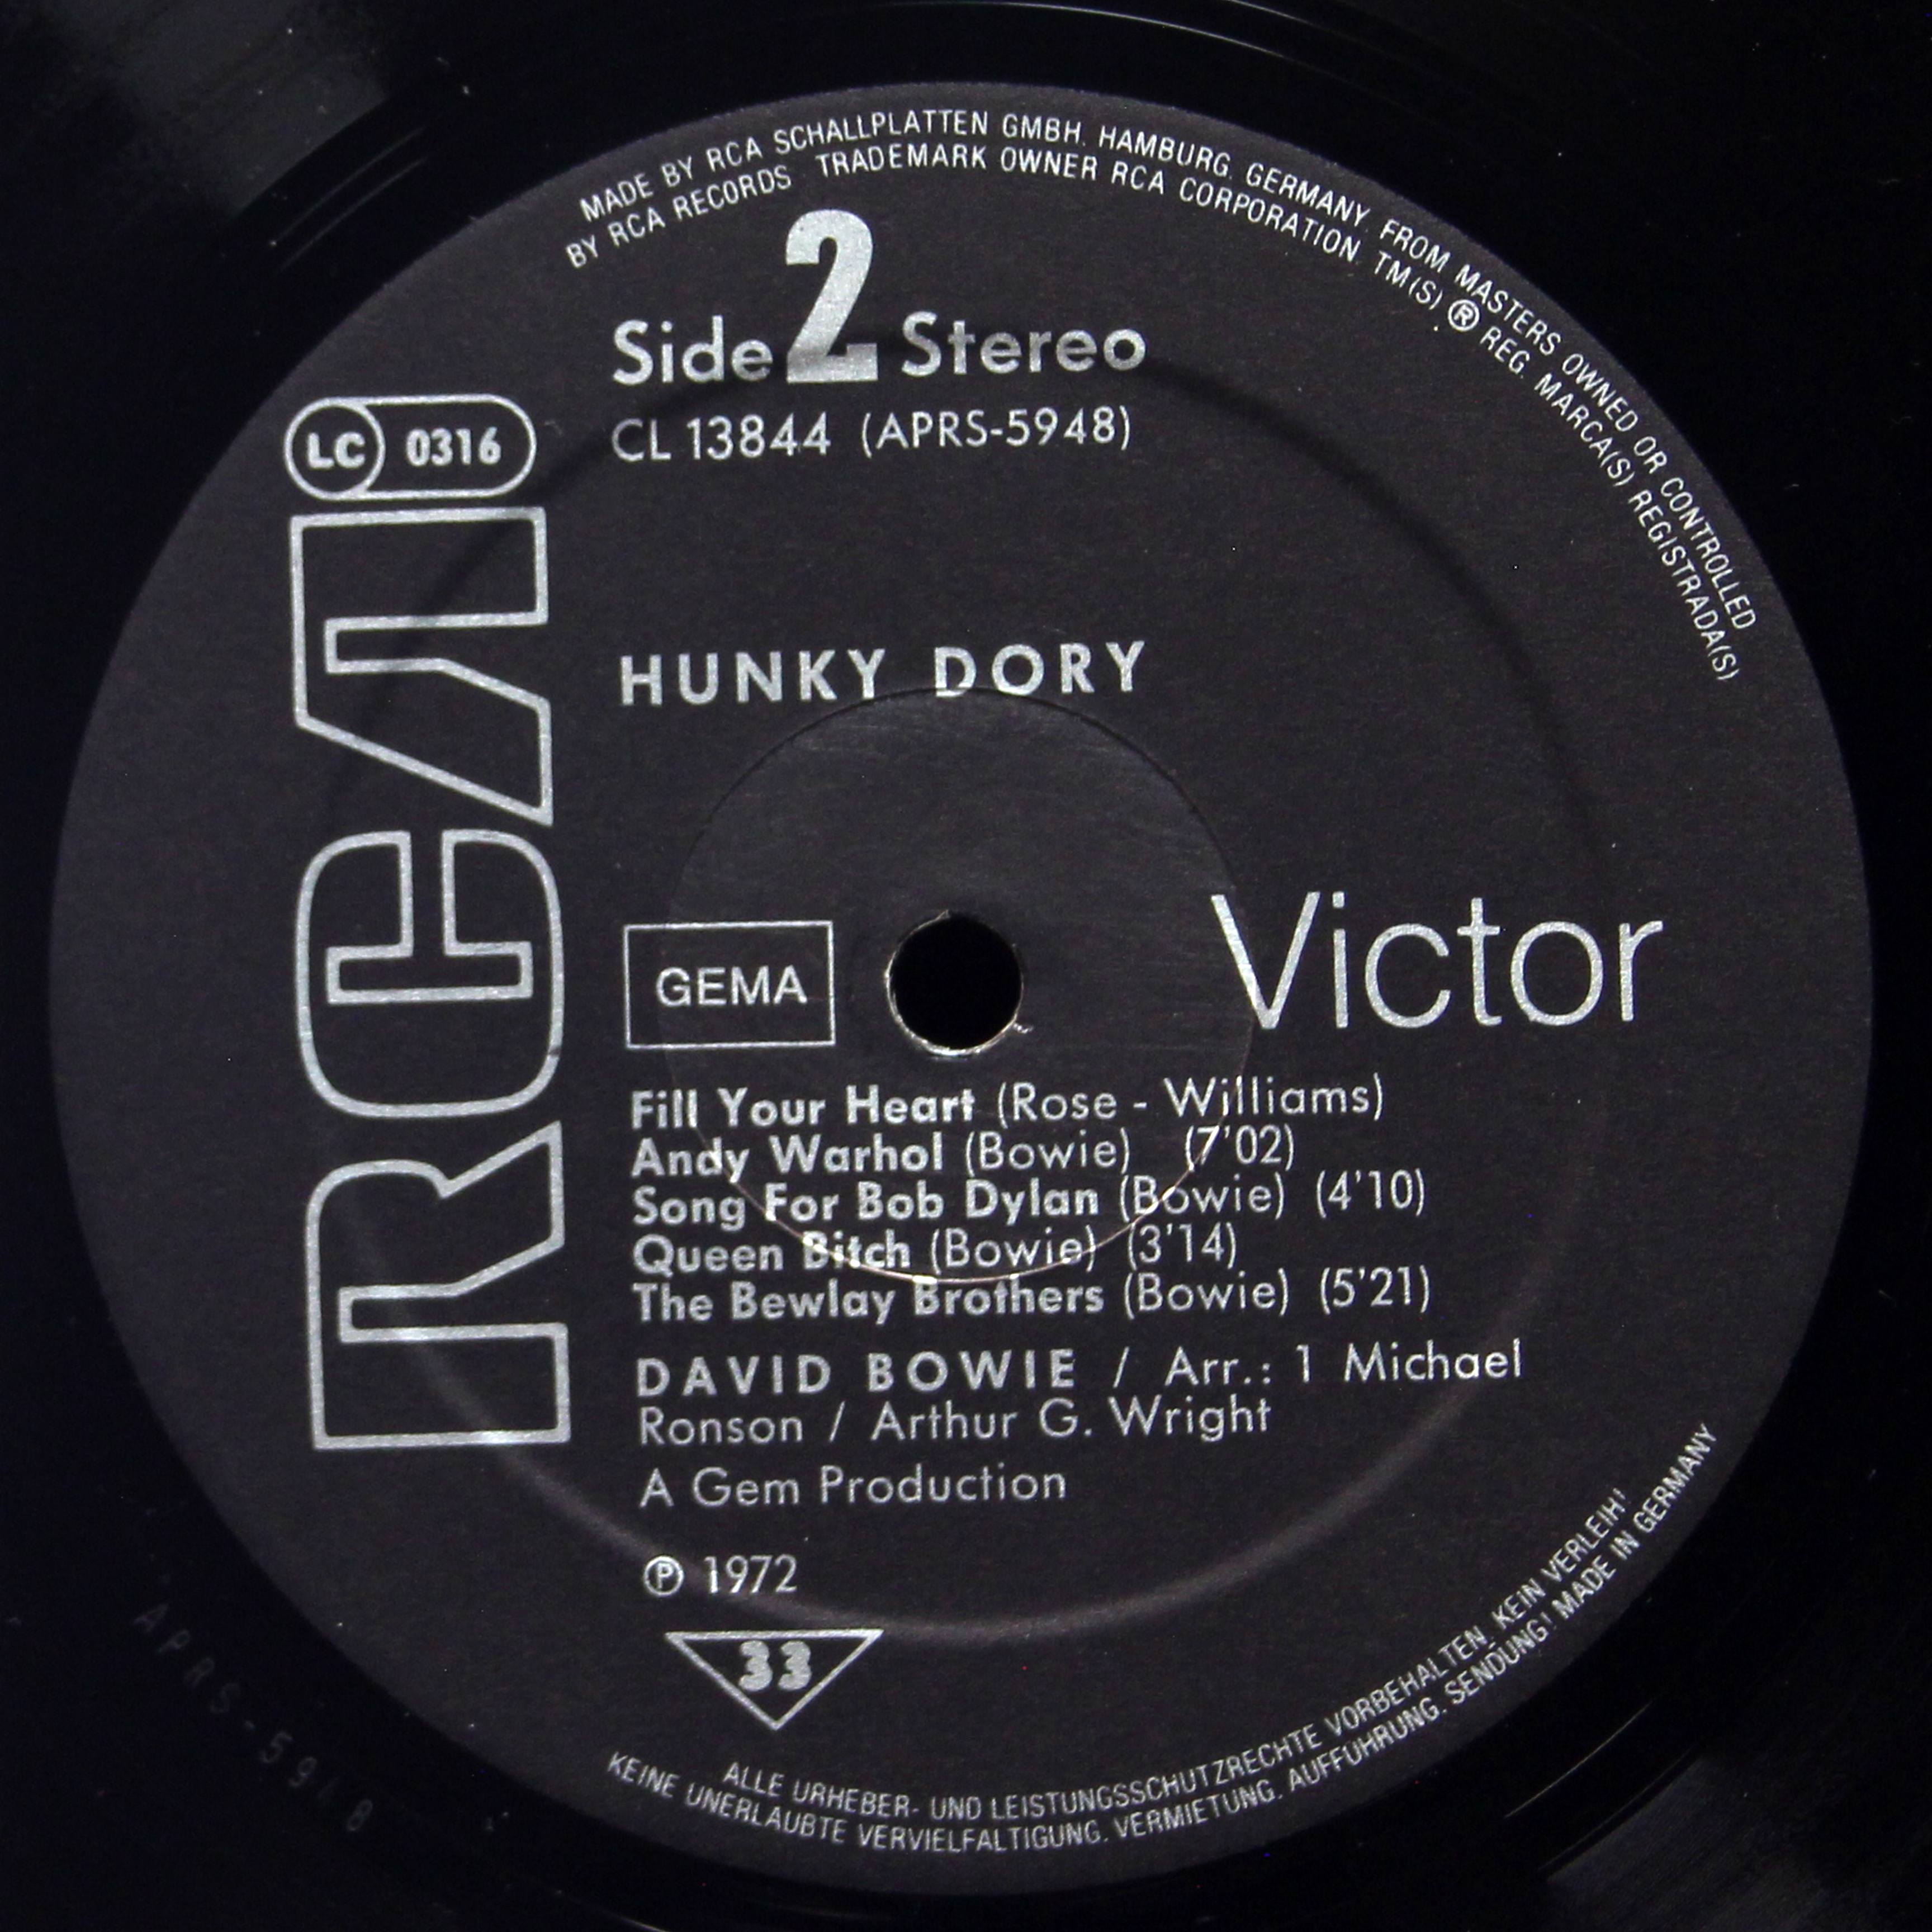 MADE BY RCA SCHALLPLATTEN GMBH. HAMBURG. GERMANY. FROM MASTERS OWNED OR CONTROLLED
BY RCA RECORDS TRADEMARK OWNER RCA CORPORATION. TM(S) ® REG. MARCA(S) REGISTRADA(S)
Side 2 Stereo
CL 13844 (APRS-5948)
LC 0316
RCA
HUNKY DORY
GEMA
Victor
Fill Your Heart (Rose - Williams)
Andy Warhol (Bowie) (7'02)
Song For Bob Dylan (Bowie) (4'10)
Queen Bitch (Bowie) (3'14)
The Bewlay Brothers (Bowie) (5'21)
DAVID BOWIE / Arr.: 1 Michael
Ronson / Arthur G. Wright
A Gem Production
℗ 1972
33
ALLE URHEBER- UND LEISTUNGSSCHUTZRECHTE VORBEHALTEN. KEIN VERLEIH!
KEINE UNERLAUBTE VERVIELFALTIGUNG. VERMIETUNG. AUFFUHRUNG. SENDUNG! MADE IN GERMANY
APRS-5948